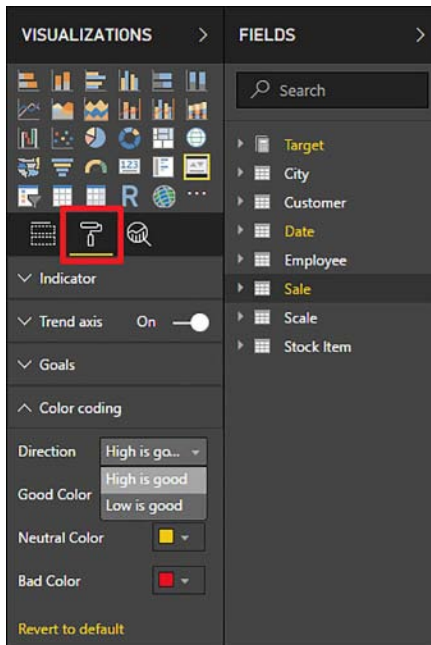 VISUALIZATIONS >
FIELDS >
Search
Target
City
Customer
Date
Employee
Sale
Scale
Stock Item
123
R
...
Indicator
Trend axis On
Goals
Color coding
Direction High is go...
High is good
Low is good
Good Color
Neutral Color
Bad Color
Revert to default